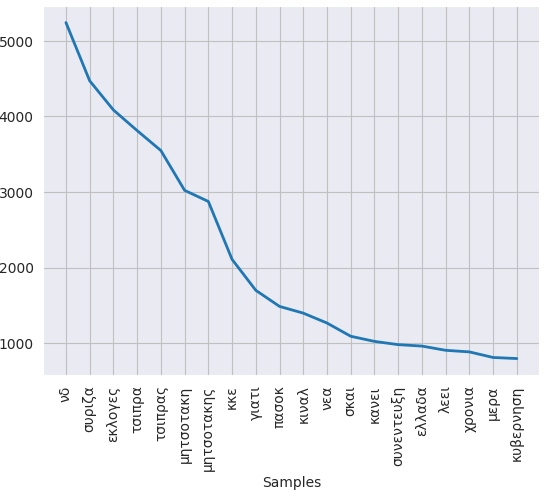 5000
4000
3000
2000
1000
νδ
συριζα
εκλογες
τσιπρα
τσιπρας
μητσοτακη
μητσοτακης
κκε
γιατι
πασοκ
κιναλ
νεα
σκαι
κανει
συνεντευξη
ελλαδα
λεει
χρονια
μερα
κυβερνηση
Samples